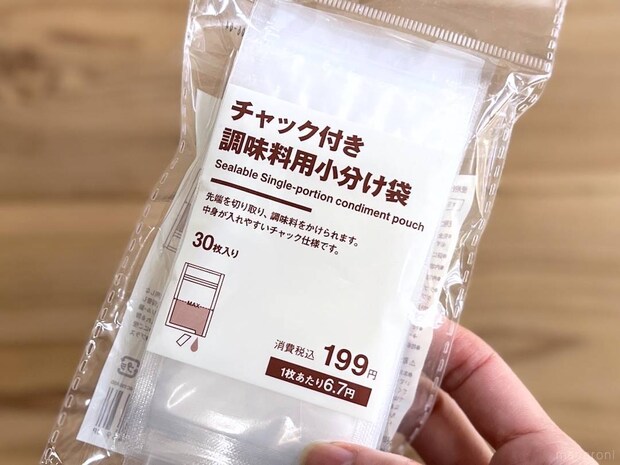 チャック付き
調味料用小分け袋
Sealable Single-portion condiment pouch
先端を切り取り、調味料をかけられます。
中身が入れやすいチャック仕様です。
30枚入り
MAX
消費税込 199円
1枚あたり6.7円